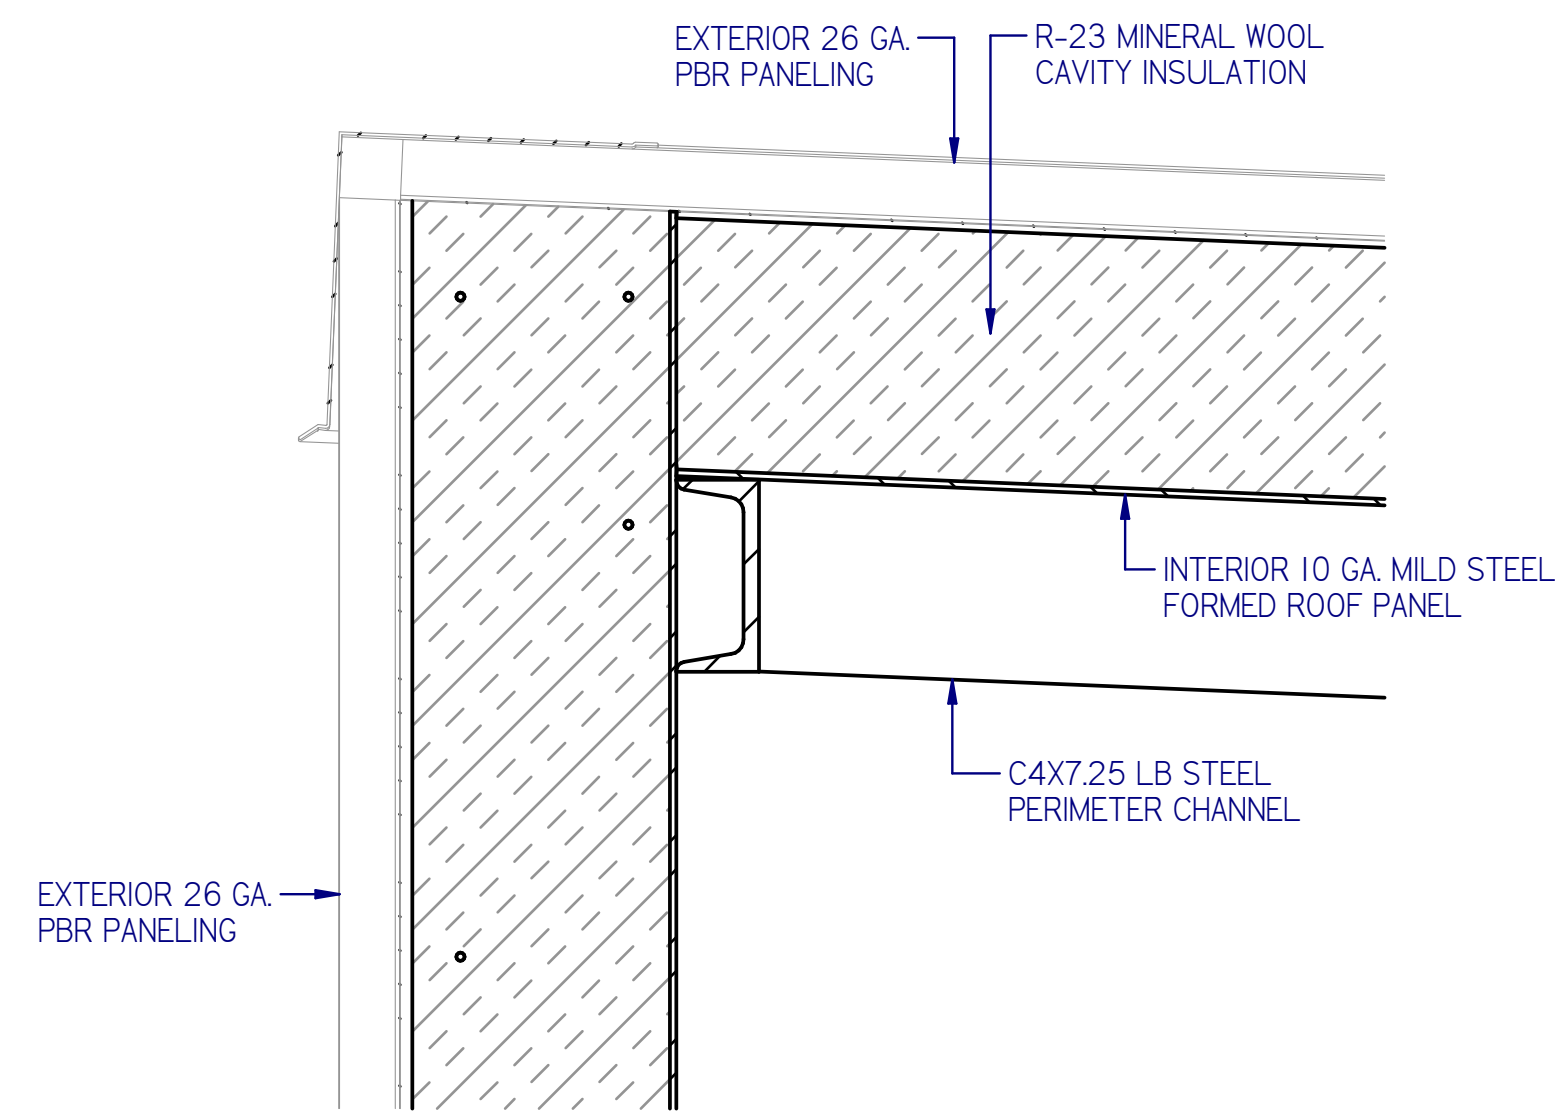 EXTERIOR 26 GA.
PBR PANELING
R-23 MINERAL WOOL
CAVITY INSULATION
INTERIOR 10 GA. MILD STEEL
FORMED ROOF PANEL
C4X7.25 LB STEEL
PERIMETER CHANNEL
EXTERIOR 26 GA.
PBR PANELING